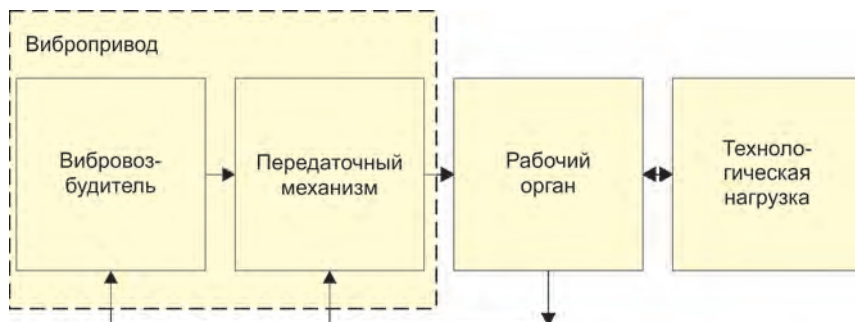 Вибропривод
Вибровоз-
будитель
Передаточный
механизм
Рабочий
орган
Техноло-
гическая
нагрузка